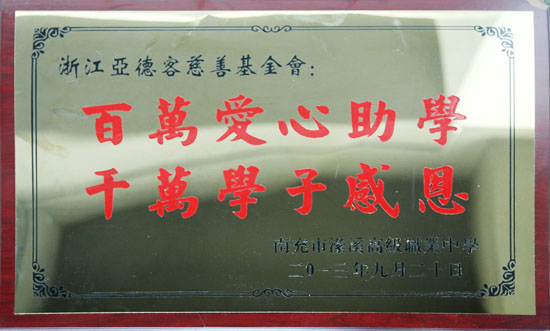 浙江亞德客慈善基金會：
百萬愛心助學
千萬學子感恩
南充市漾溪高級職業中學
二0一三年九月二十日